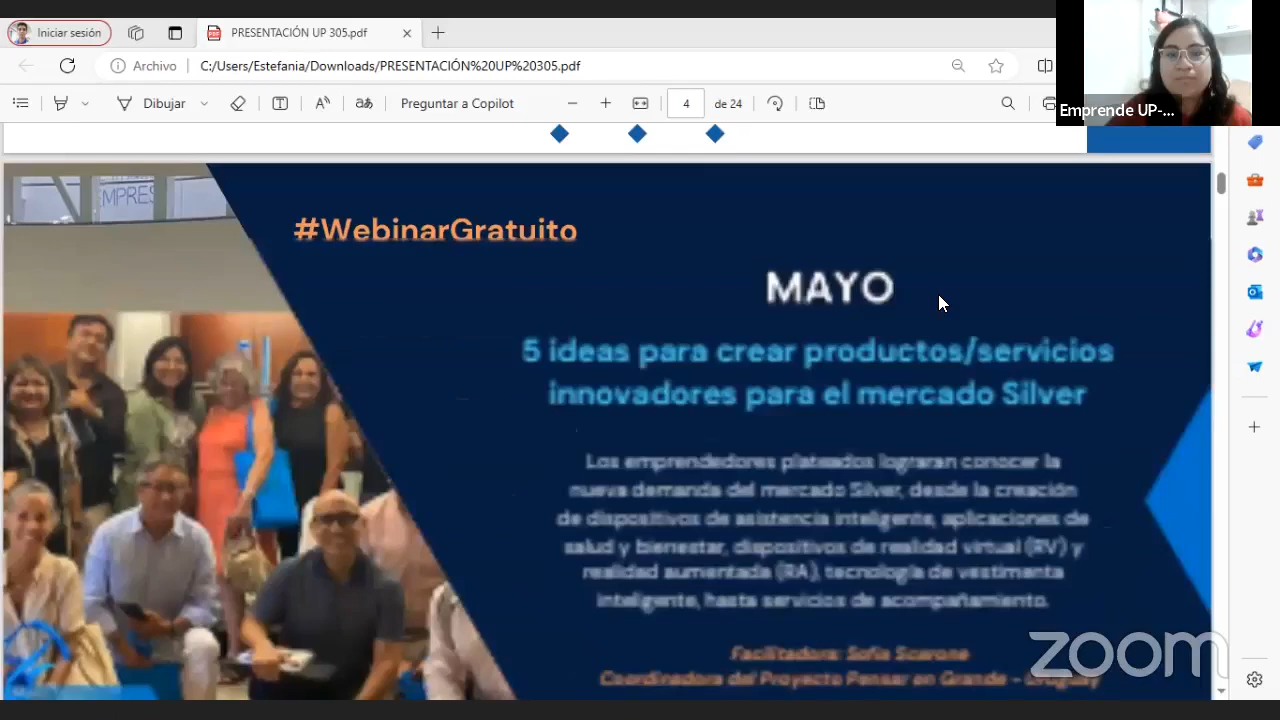 Iniciar sesión
PRESENTACIÓN UP 305.pdf
Archivo
C:/Users/Estefania/Downloads/PRESENTACIÓN%20UP%20305.pdf
Dibujar
Preguntar a Copilot
4 de 24
Emprende UP-...
EMPRES
#WebinarGratuito
MAYO
5 ideas para crear productos/servicios
innovadores para el mercado Silver
Los emprendedores plateados lograran conocer la
nueva demanda del mercado Silver, desde la creación
de dispositivos de asistencia inteligente, aplicaciones de
salud y bienestar, dispositivos de realidad virtual (RV) y
realidad aumentada (RA), tecnología de vestimenta
inteligente, hasta servicios de acompañamiento.
Facilitadora: Sofia Scarone
Coordinadora del Proyecto Pensar en Grande - Uruguay
zoom